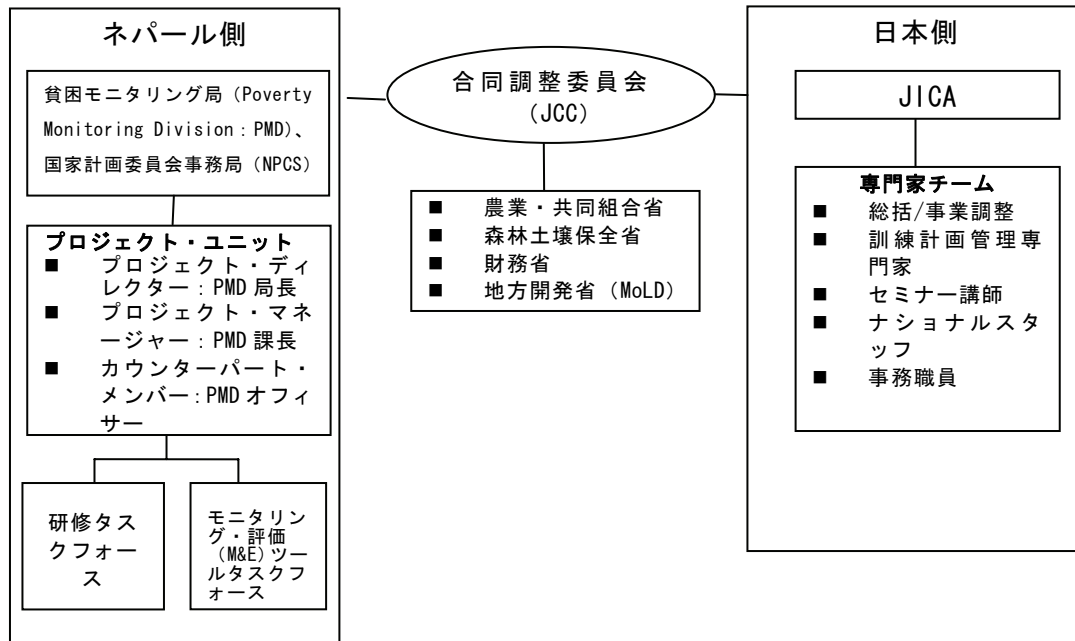 ネパール側
貧困モニタリング局（Poverty
Monitoring Division：PMD）、
国家計画委員会事務局（NPCS）
プロジェクト・ユニット
■ プロジェクト・ディ
レクター：PMD 局長
■ プロジェクト・マネ
ージャー：PMD 課長
■ カウンターパート・
メンバー：PMD オフィ
サー
研修タス
クフォー
ス
モニタリン
グ・評価
（M&E）ツー
ルタスクフ
ォース
合同調整委員会
（JCC）
■ 農業・共同組合省
■ 森林土壌保全省
■ 財務省
■ 地方開発省（MoLD）
日本側
JICA
専門家チーム
■ 総括/事業調整
■ 訓練計画管理専
門家
■ セミナー講師
■ ナショナルスタ
ッフ
■ 事務職員